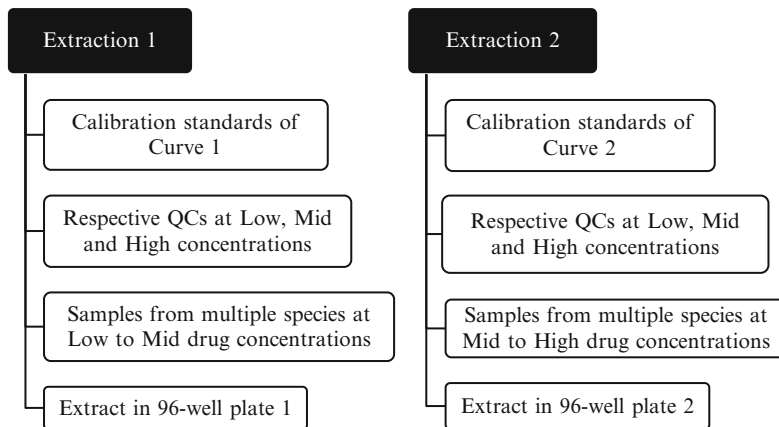 Extraction 1
Calibration standards of
Curve 1
Respective QCs at Low, Mid
and High concentrations
Samples from multiple species at
Low to Mid drug concentrations
Extract in 96-well plate 1
Extraction 2
Calibration standards of
Curve 2
Respective QCs at Low, Mid
and High concentrations
Samples from multiple species at
Mid to High drug concentrations
Extract in 96-well plate 2